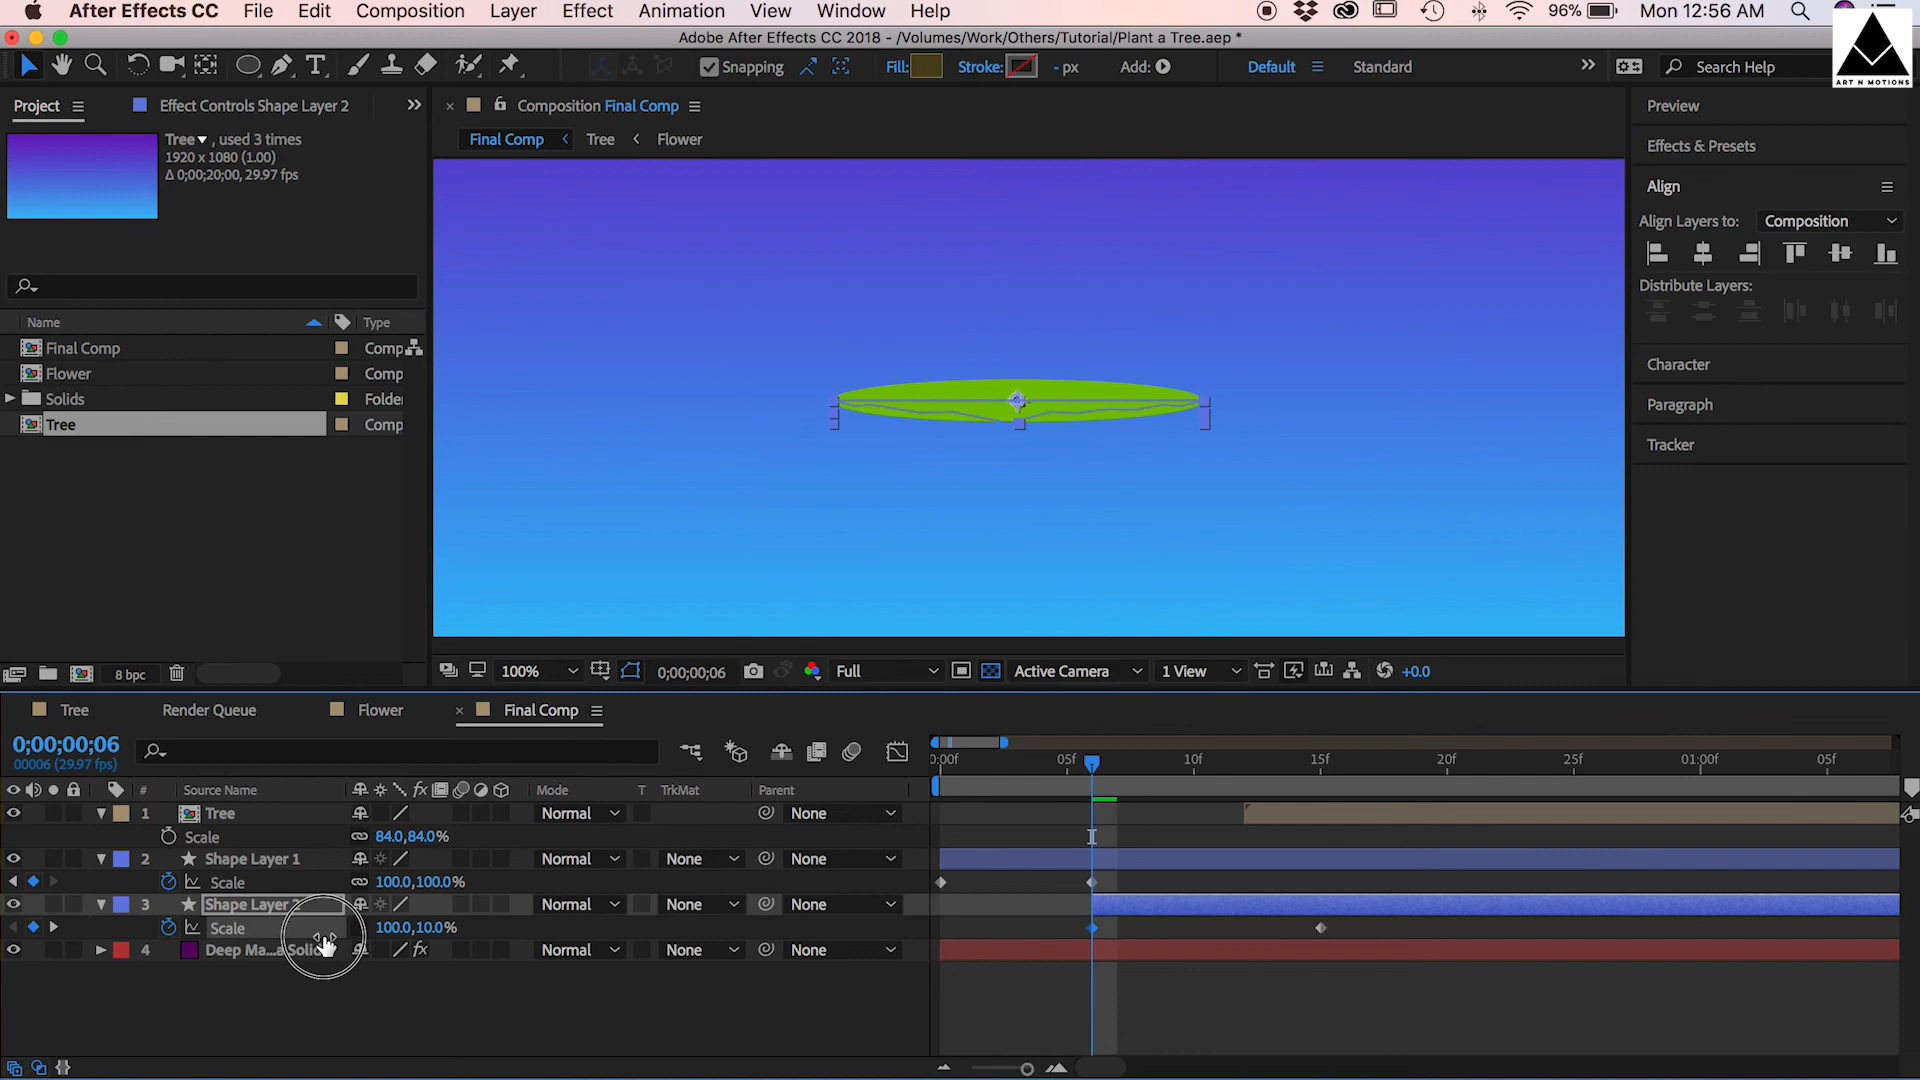 After Effects CC File Edit Composition Layer Effect Animation View Window Help 96% Mon 12:56 AM
Adobe After Effects CC 2018 - /Volumes/Work/Others/Tutorial/Plant a Tree.aep *
Snapping Fill: Stroke: - px Add: Default Standard Search Help
ART N MOTIONS
Project Effect Controls Shape Layer 2 Composition Final Comp Preview
Final Comp Tree Flower
Tree , used 3 times
1920 x 1080 (1.00)
Δ 0;00;20;00, 29.97 fps
Effects & Presets
Align
Align Layers to: Composition
Distribute Layers:
Name Type
Final Comp Comp
Flower Comp
Solids Folde
Tree Comp
Character
Paragraph
Tracker
8 bpc 100% 0;00;00;06 Full Active Camera 1 View +0.0
Tree Render Queue Flower Final Comp
0;00;00;06
00006 (29.97 fps)
0:00f 05f 10f 15f 20f 25f 01:00f 05f
# Source Name Mode T TrkMat Parent
1 Tree Normal None
Scale 84.0,84.0%
2 Shape Layer 1 Normal None None
Scale 100.0,100.0%
3 Shape Layer Normal None None
Scale 100.0,10.0%
4 Deep Ma...a Soli fx Normal None None